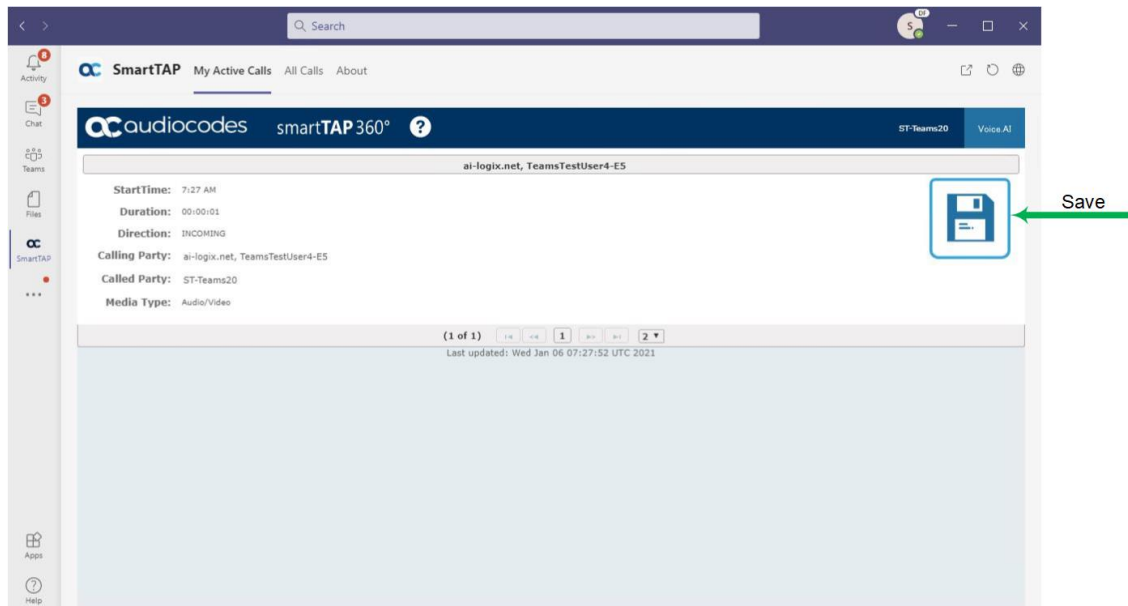 Search
S
DI
8
Activity
3
Chat
Teams
Files
SmartTAP
Apps
Help
SmartTAP My Active Calls All Calls About
audiocodes smartTAP 360° ?
ST-Teams20 Voice.AI
ai-logix.net, TeamsTestUser4-E5
StartTime: 7:27 AM
Duration: 00:00:01
Direction: INCOMING
Calling Party: ai-logix.net, TeamsTestUser4-E5
Called Party: ST-Teams20
Media Type: Audio/Video
(1 of 1) 1 2
Last updated: Wed Jan 06 07:27:52 UTC 2021
Save